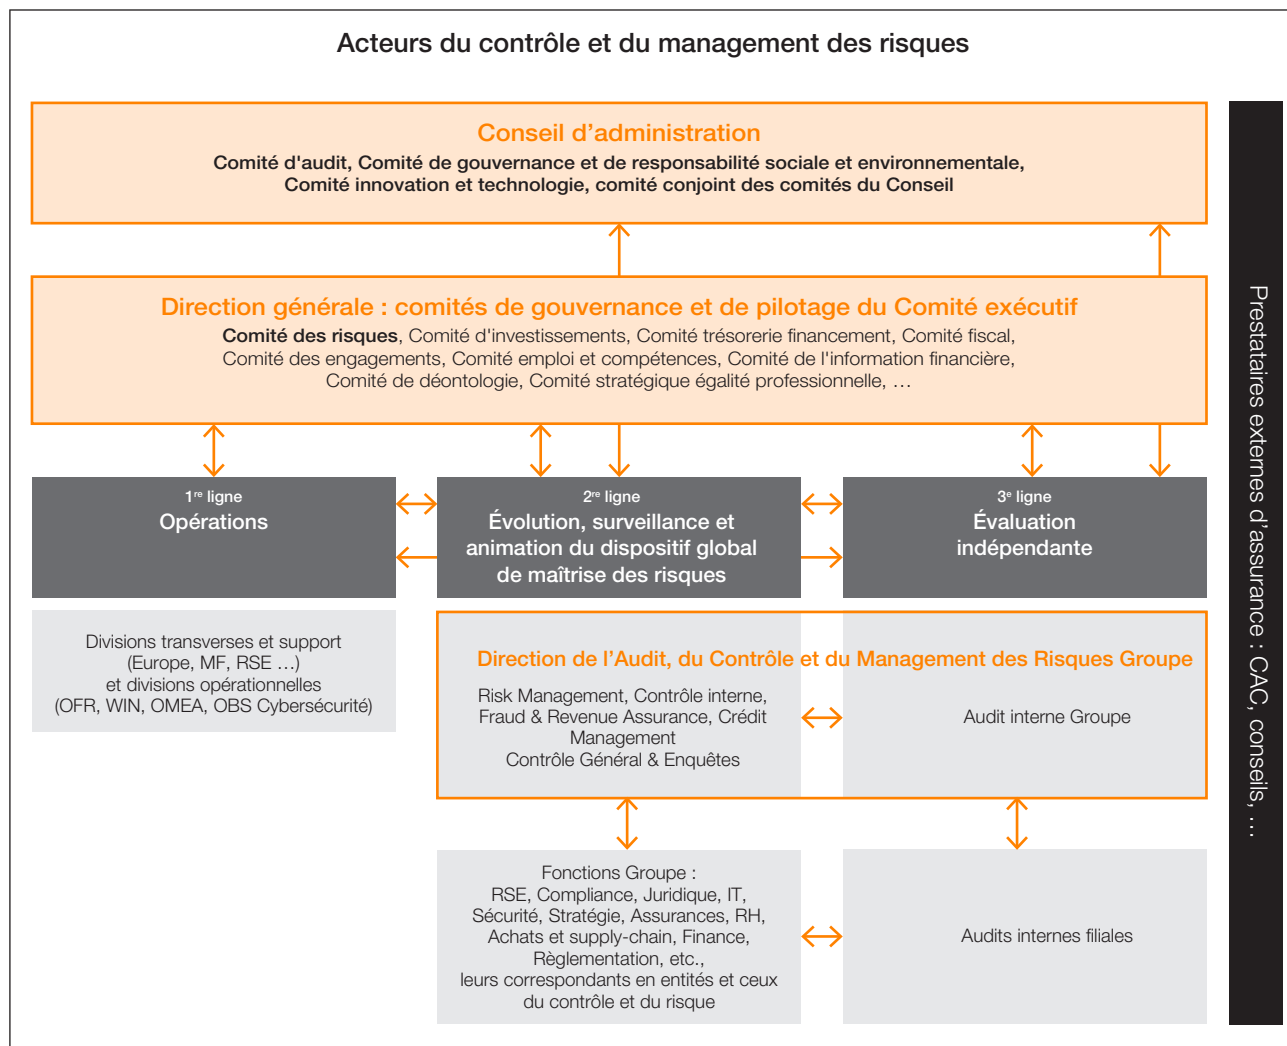 Acteurs du contrôle et du management des risques
Conseil d’administration
Comité d'audit, Comité de gouvernance et de responsabilité sociale et environnementale,
Comité innovation et technologie, comité conjoint des comités du Conseil
Direction générale : comités de gouvernance et de pilotage du Comité exécutif
Comité des risques, Comité d'investissements, Comité trésorerie financement, Comité fiscal,
Comité des engagements, Comité emploi et compétences, Comité de l'information financière,
Comité de déontologie, Comité stratégique égalité professionnelle, …
1re ligne
Opérations
2re ligne
Évolution, surveillance et
animation du dispositif global
de maîtrise des risques
3e ligne
Évaluation
indépendante
Divisions transverses et support
(Europe, MF, RSE …)
et divisions opérationnelles
(OFR, WIN, OMEA, OBS Cybersécurité)
Direction de l’Audit, du Contrôle et du Management des Risques Groupe
Risk Management, Contrôle interne,
Fraud & Revenue Assurance, Crédit
Management
Contrôle Général & Enquêtes
Audit interne Groupe
Fonctions Groupe :
RSE, Compliance, Juridique, IT,
Sécurité, Stratégie, Assurances, RH,
Achats et supply-chain, Finance,
Règlementation, etc.,
leurs correspondants en entités et ceux
du contrôle et du risque
Audits internes filiales
Prestataires externes d’assurance : CAC, conseils, …